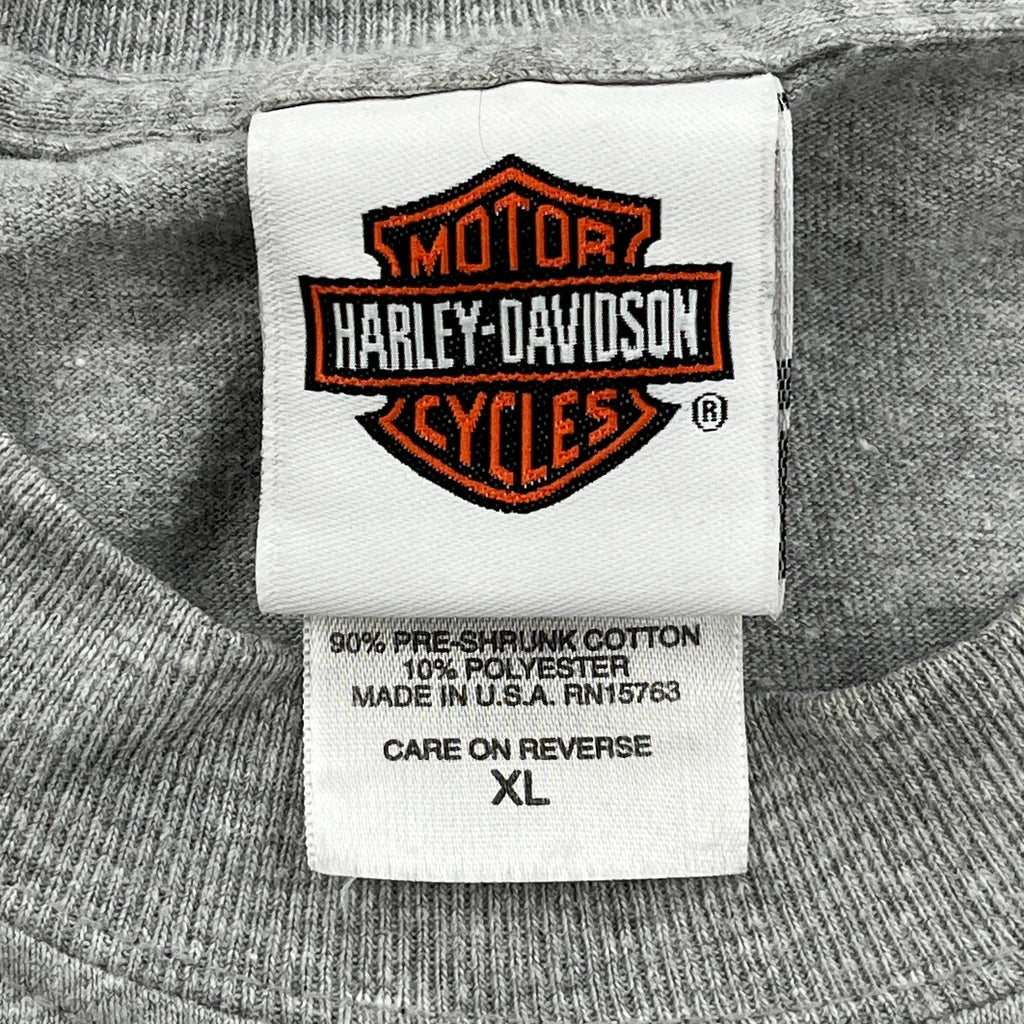 MOTOR
HARLEY-DAVIDSON
CYCLES
®
90% PRE-SHRUNK COTTON
10% POLYESTER
MADE IN U.S.A. RN15763
CARE ON REVERSE
XL